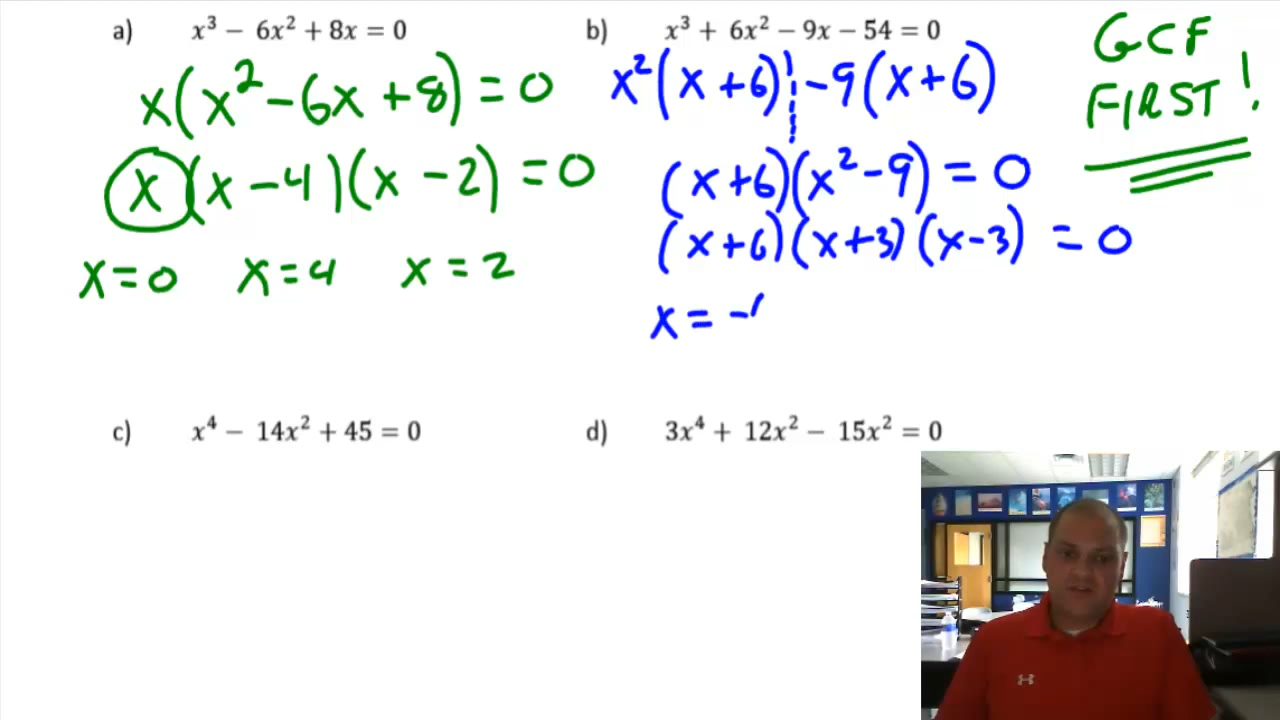 a) x³ − 6x² + 8x = 0
x(x² − 6x + 8) = 0
x(x − 4)(x − 2) = 0
x = 0 x = 4 x = 2
b) x³ + 6x² − 9x − 54 = 0
x²(x + 6) − 9(x + 6)
(x + 6)(x² − 9) = 0
(x + 6)(x + 3)(x − 3) = 0
x = −
GCF
FIRST!
c) x⁴ − 14x² + 45 = 0
d) 3x⁴ + 12x² − 15x² = 0